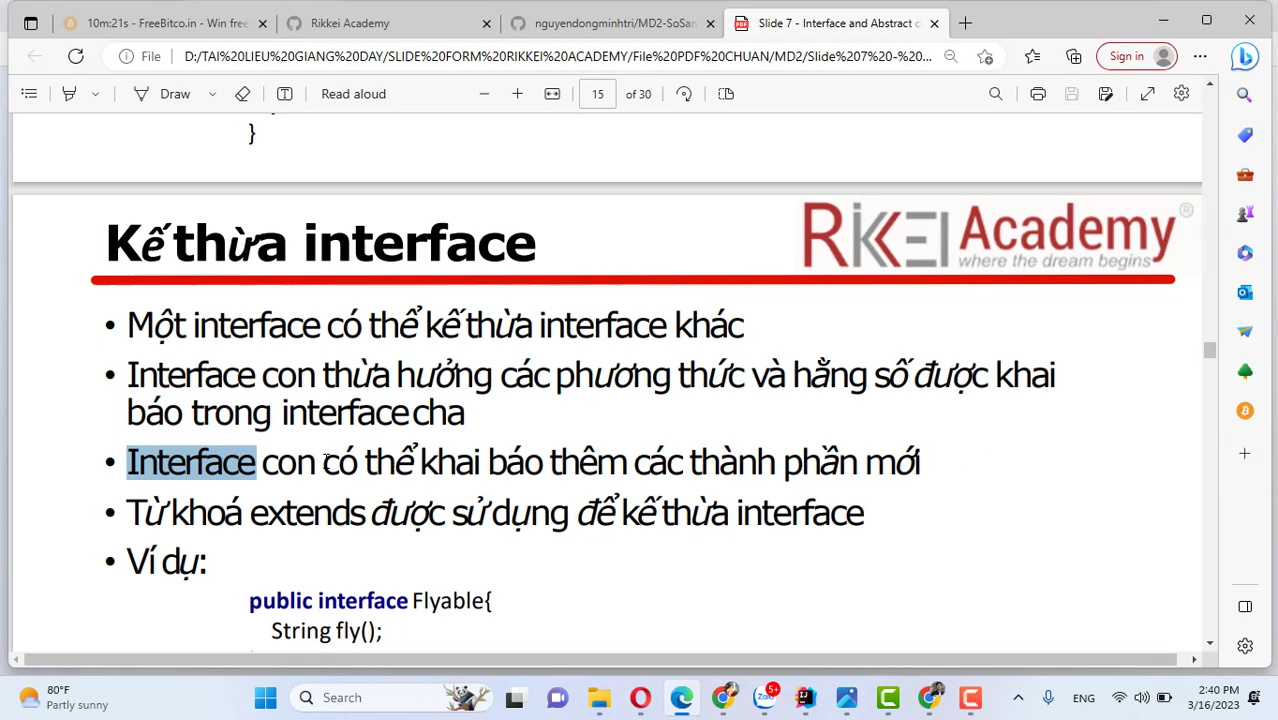 10m:21s - FreeBitco.in - Win free
Rikkei Academy
nguyendongminhtri/MD2-SoSan
Slide 7 - Interface and Abstract c
File
D:/TAI%20LIEU%20GIANG%20DAY/SLIDE%20FORM%20RIKKEI%20ACADEMY/File%20PDF%20CHUAN/MD2/Slide%207%20-%20...
Sign in
Draw
Read aloud
15
of 30
}
Kế thừa interface
RIKKEI Academy ®
where the dream begins
• Một interface có thể kế thừa interface khác
• Interface con thừa hưởng các phương thức và hằng số được khai
báo trong interface cha
• Interface con có thể khai báo thêm các thành phần mới
• Từ khoá extends được sử dụng để kế thừa interface
• Ví dụ:
public interface Flyable{
String fly();
80°F
Partly sunny
Search
5+
ENG
2:40 PM
3/16/2023